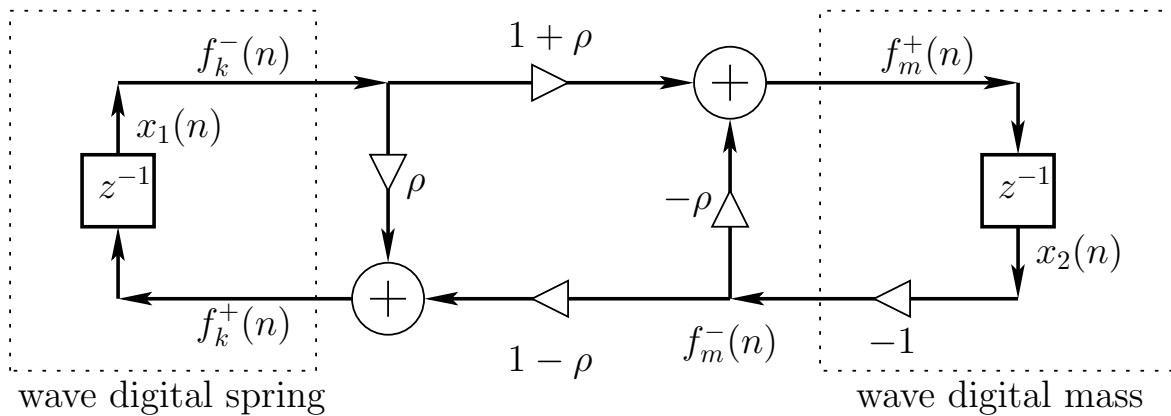 1 + ρ
f_k^-(n)
f_m^+(n)
x_1(n)
z^{-1}
ρ
−ρ
z^{-1}
x_2(n)
f_k^+(n)
1 − ρ
f_m^-(n)
−1
wave digital spring
wave digital mass